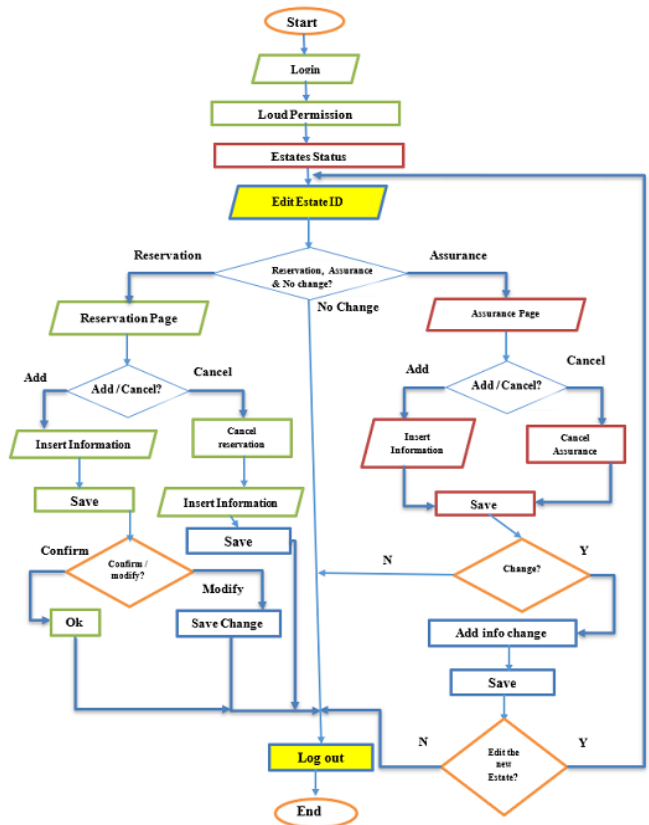 Start
Login
Loud Permission
Estates Status
Edit Estate ID
Reservation
Reservation, Assurance
& No change?
Assurance
No Change
Reservation Page
Assurance Page
Add
Add / Cancel?
Cancel
Add
Add / Cancel?
Cancel
Insert Information
Cancel
reservation
Insert
Information
Cancel
Assurance
Save
Insert Information
Save
Save
Confirm
Confirm /
modify?
Modify
N
Change?
Y
Ok
Save Change
Add info change
Save
N
Edit the
new
Estate?
Y
Log out
End